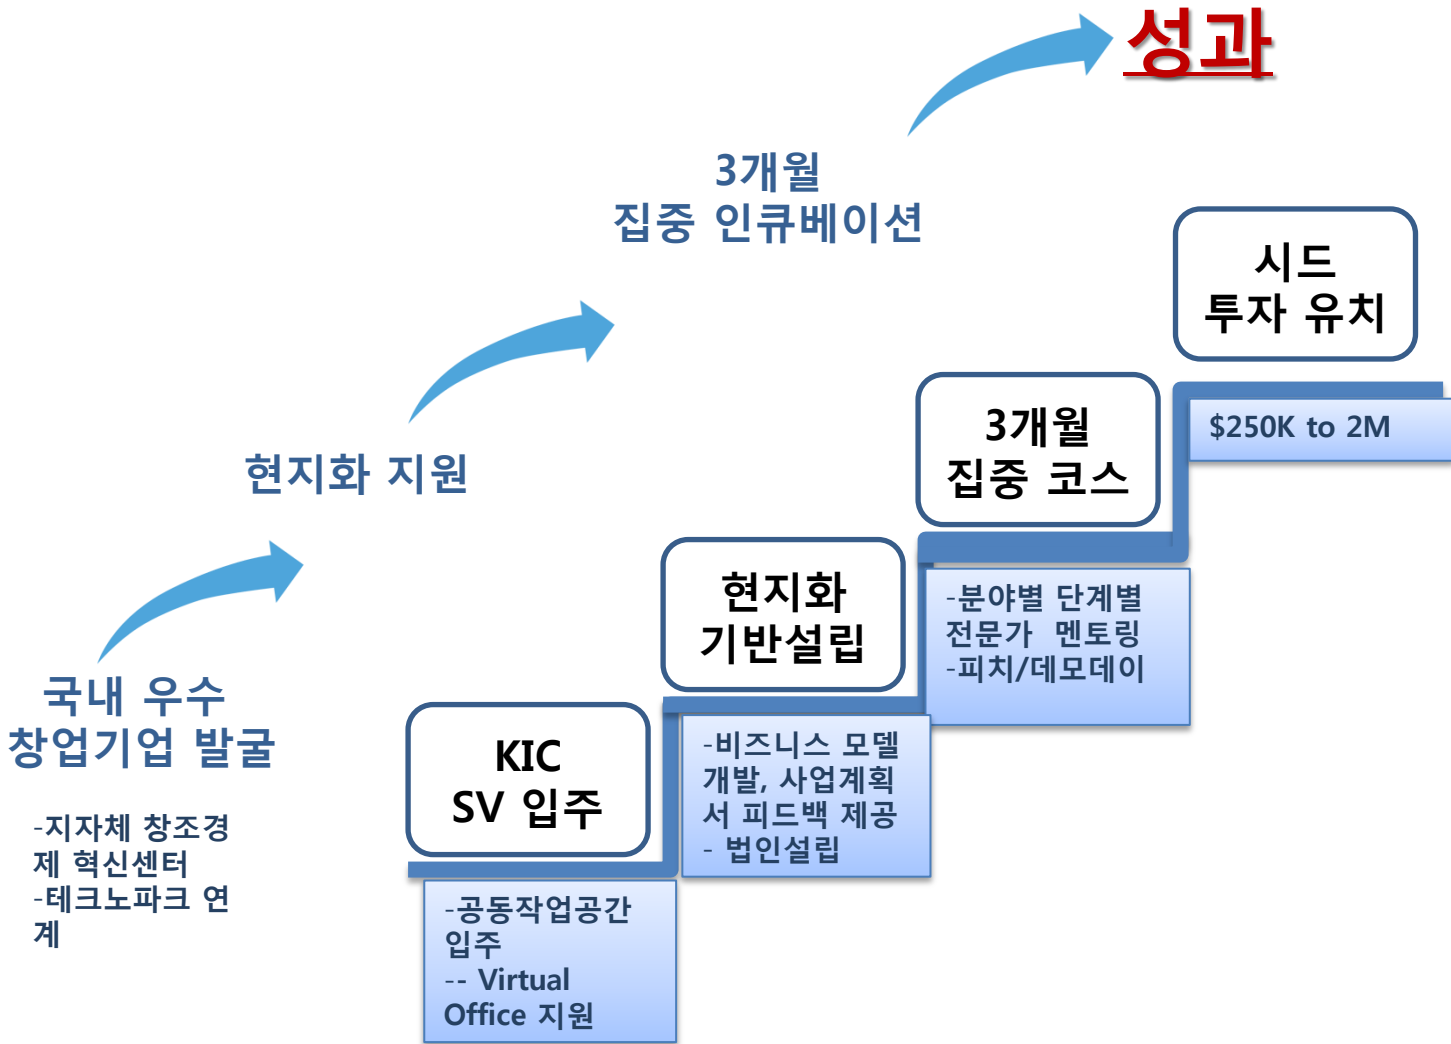 성과
3개월
집중 인큐베이션
시드
투자 유치
$250K to 2M
3개월
집중 코스
-분야별 단계별
전문가 멘토링
-피치/데모데이
현지화 지원
현지화
기반설립
-비즈니스 모델
개발, 사업계획
서 피드백 제공
- 법인설립
국내 우수
창업기업 발굴
-지자체 창조경
제 혁신센터
-테크노파크 연
계
KIC
SV 입주
-공동작업공간
입주
-- Virtual
Office 지원